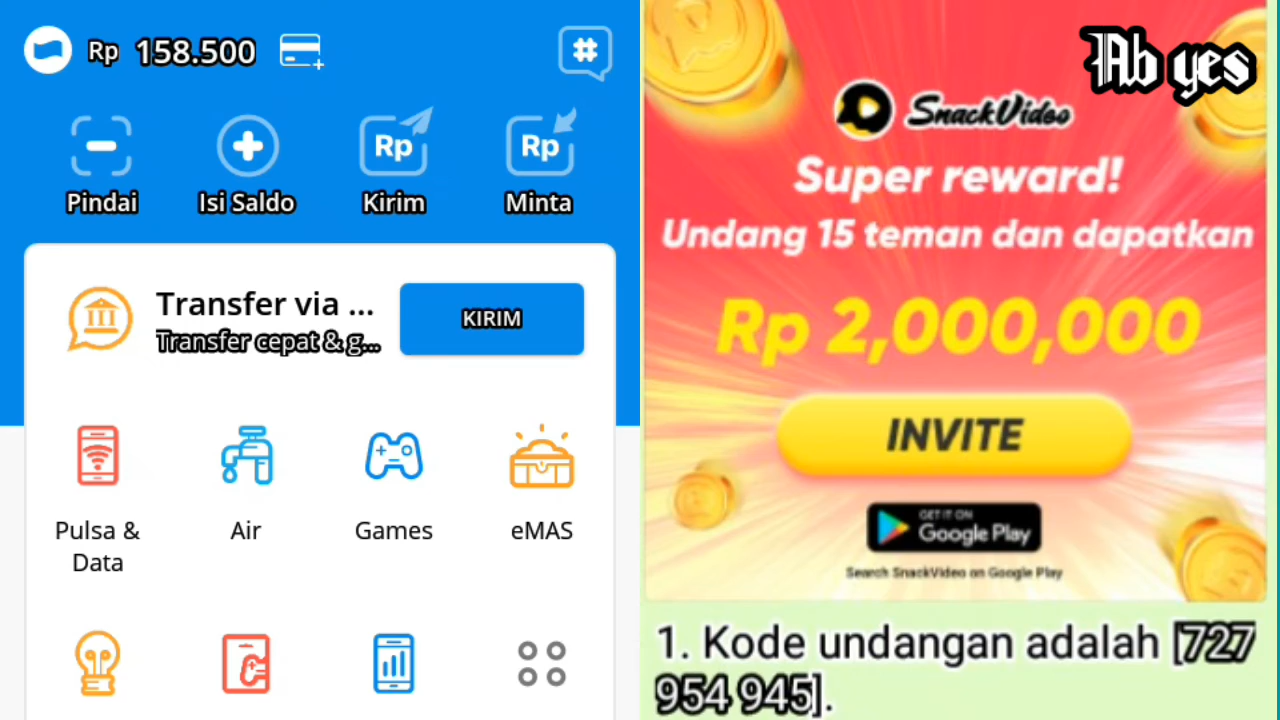 Rp 158.500
#
Pindai
Isi Saldo
Rp
Kirim
Rp
Minta
Transfer via ...
Transfer cepat & g...
KIRIM
Pulsa &
Data
Air
Games
eMAS
Ab yes
SnackVideo
Super reward!
Undang 15 teman dan dapatkan
Rp 2,000,000
INVITE
GET IT ON
Google Play
Search SnackVideo on Google Play
1. Kode undangan adalah [727
954 945].